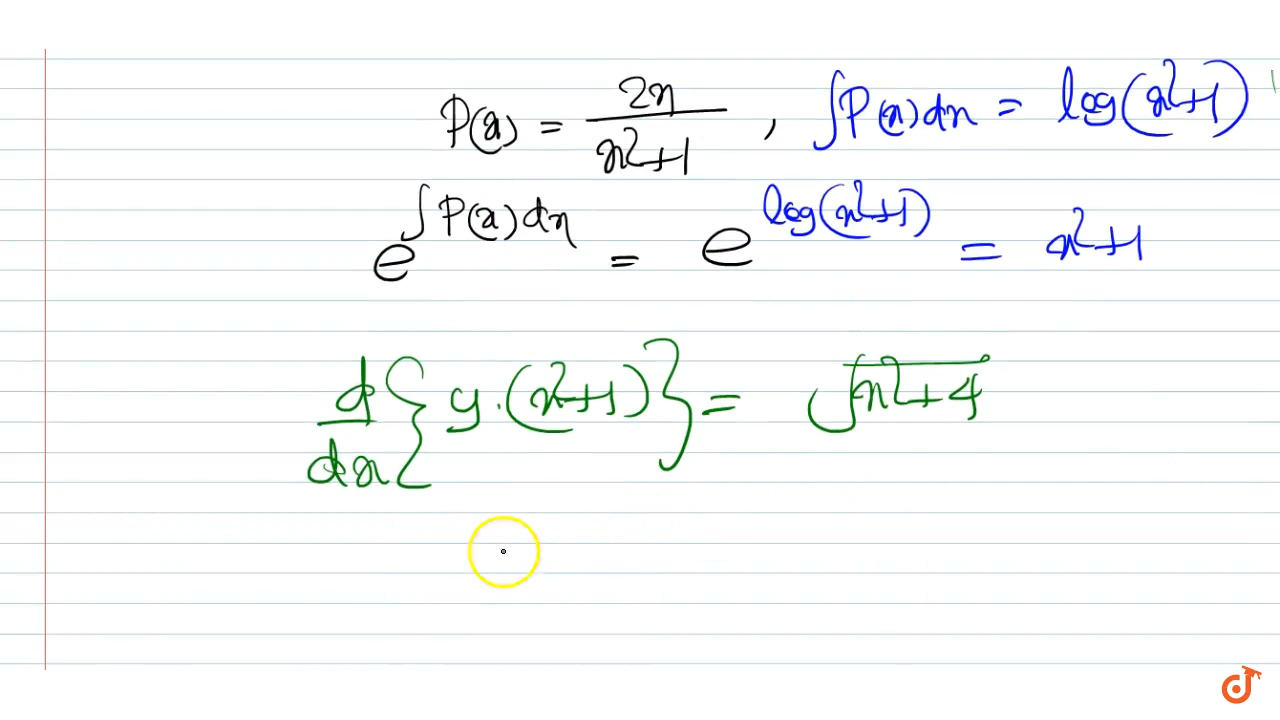 P(x) = 2x / x²+1 , ∫P(x)dx = log(x²+1)
e^∫P(x)dx = e^log(x²+1) = x²+1
d/dx { y.(x²+1) } = √x²+4